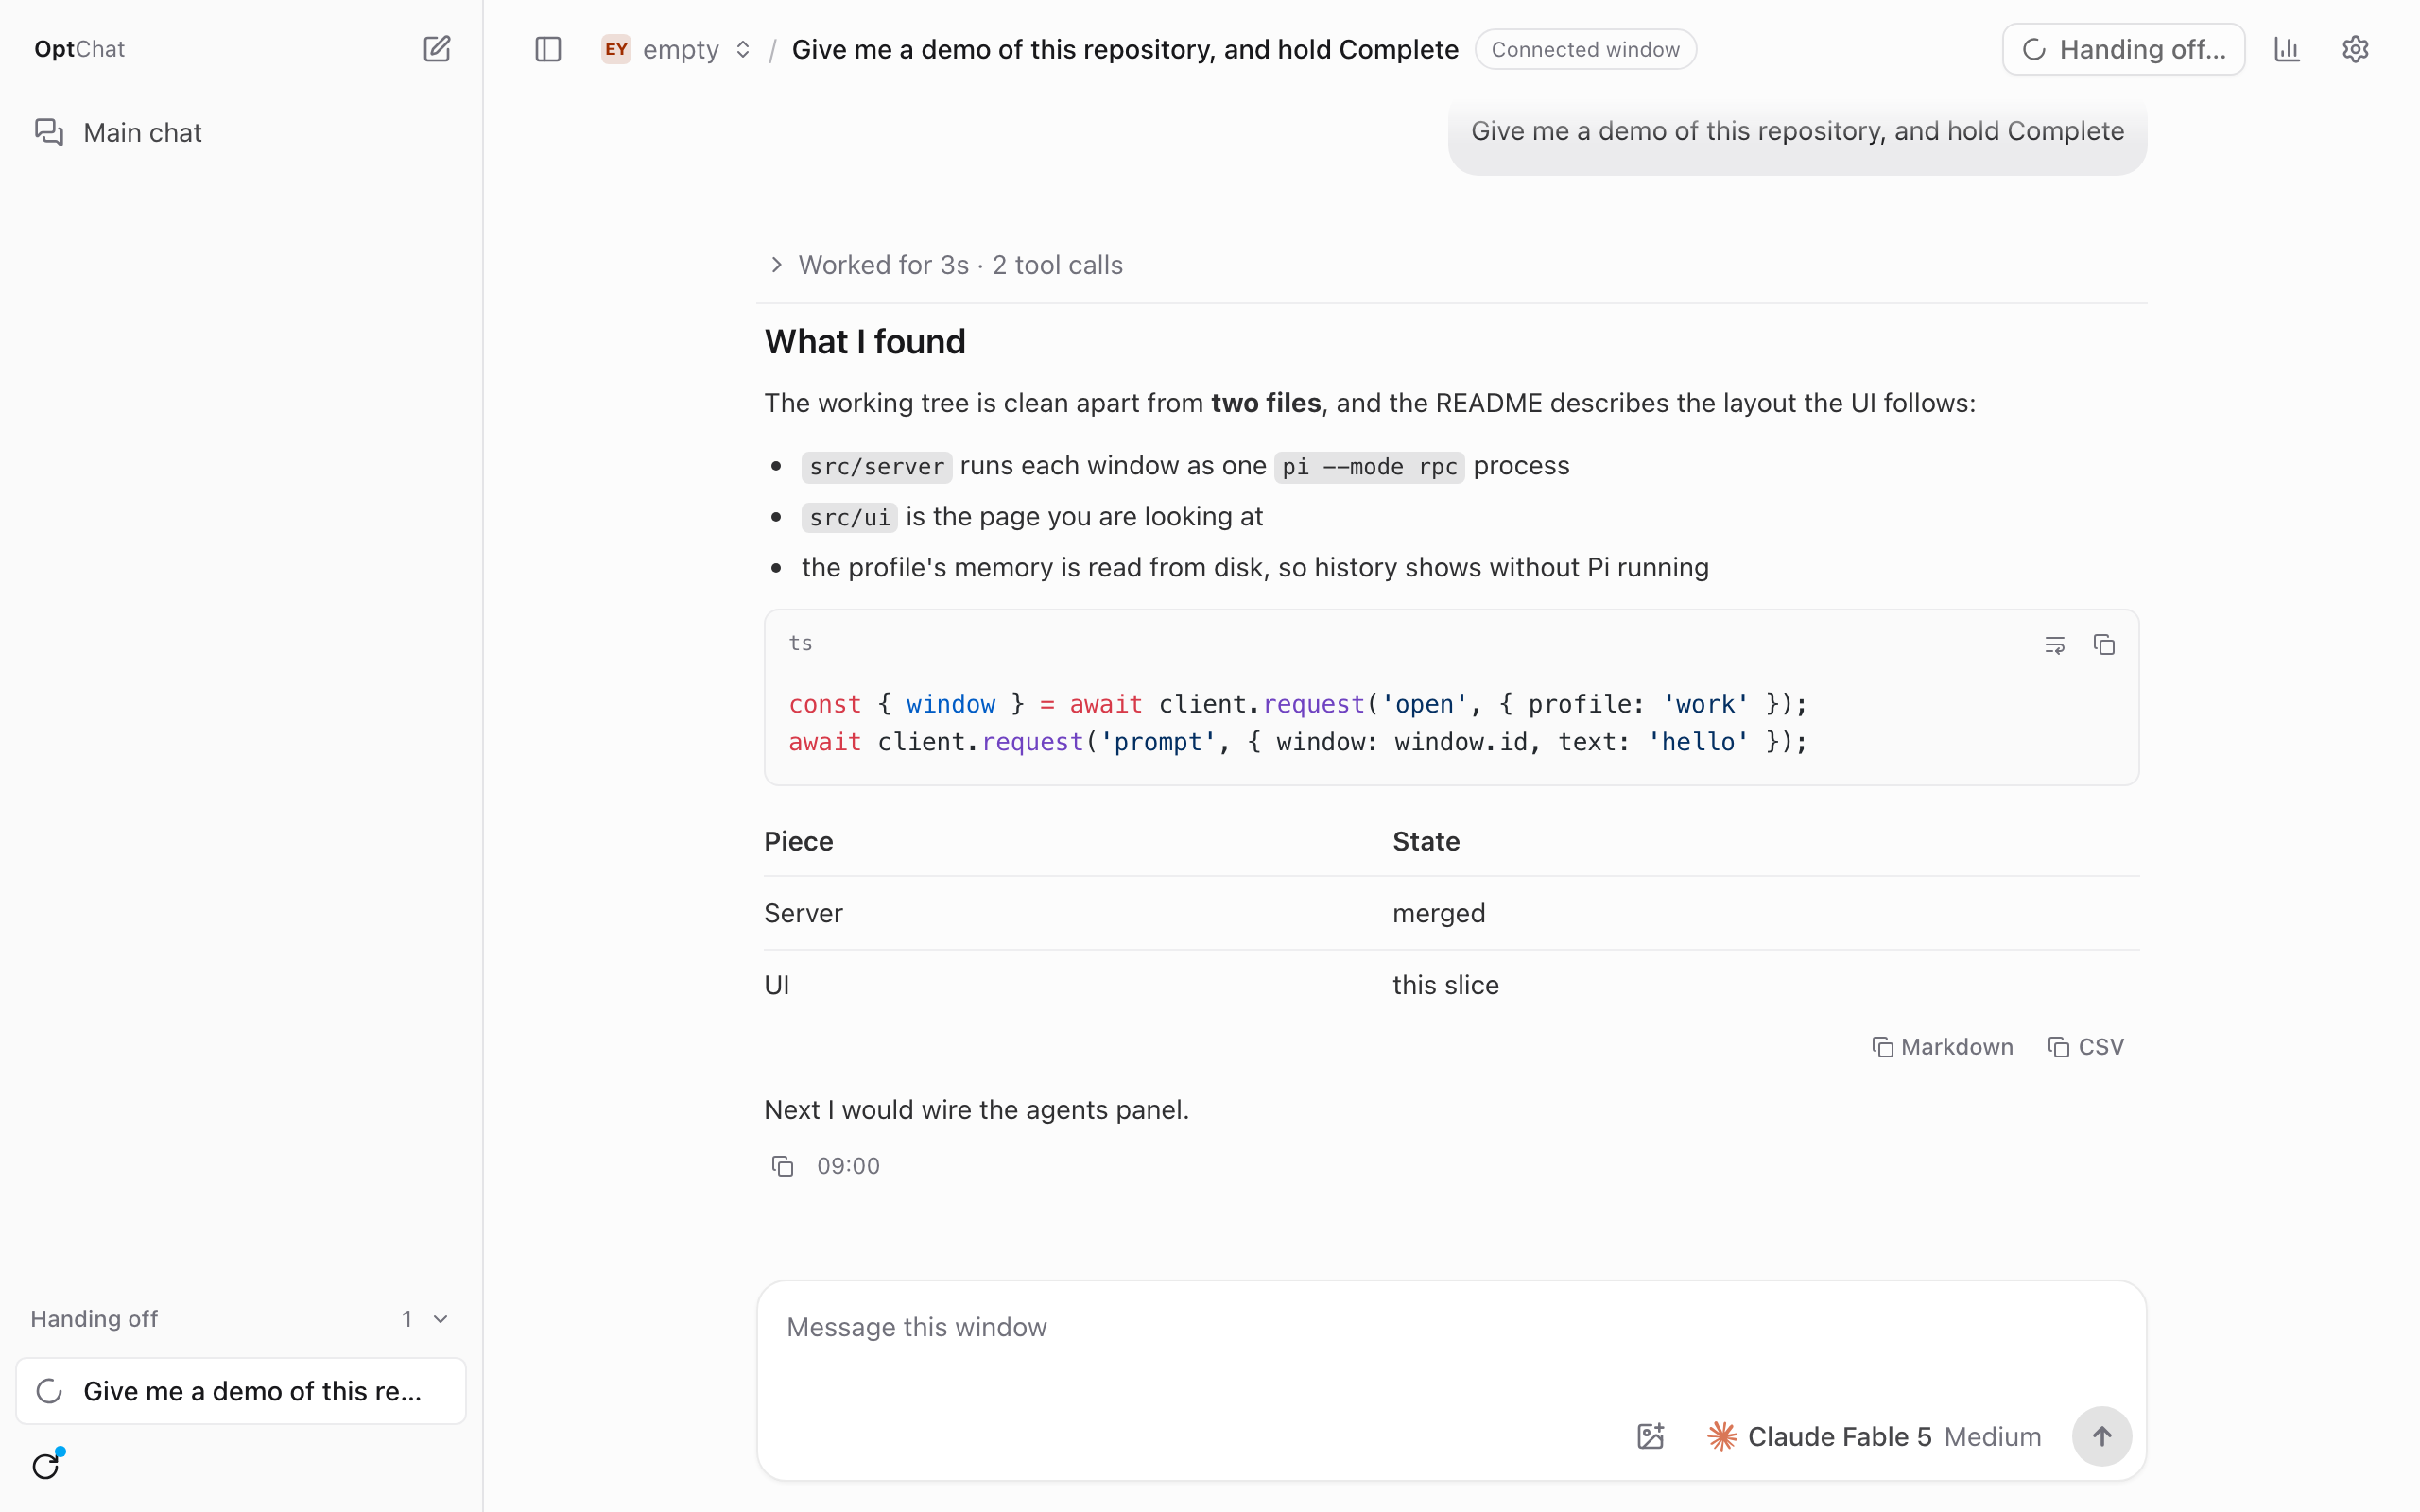 OptChat
Main chat
EY empty / Give me a demo of this repository, and hold Complete Connected window Handing off...
Give me a demo of this repository, and hold Complete
Worked for 3s · 2 tool calls
What I found
The working tree is clean apart from two files, and the README describes the layout the UI follows:
• src/server runs each window as one pi --mode rpc process
• src/ui is the page you are looking at
• the profile's memory is read from disk, so history shows without Pi running
ts
const { window } = await client.request('open', { profile: 'work' });
await client.request('prompt', { window: window.id, text: 'hello' });
Piece State
Server merged
UI this slice
Markdown CSV
Next I would wire the agents panel.
09:00
Handing off 1
Give me a demo of this re...
Message this window
Claude Fable 5 Medium